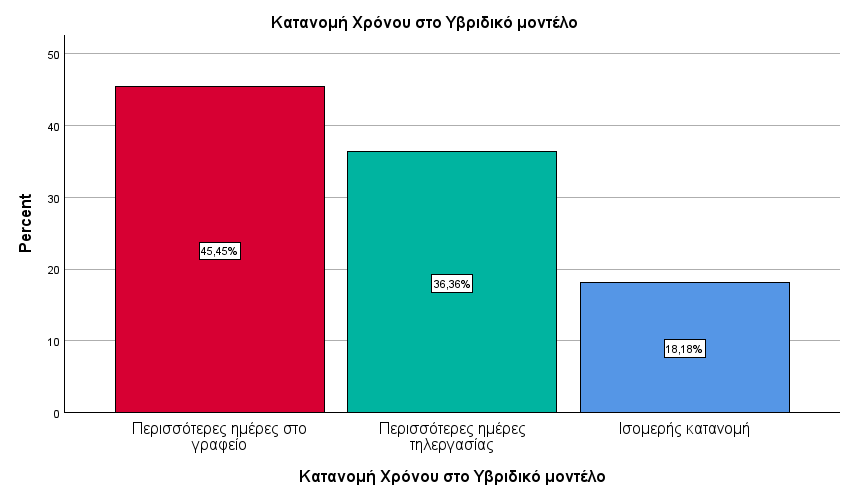 Κατανομή Χρόνου στο Υβριδικό μοντέλο
Percent
50
40
30
20
10
0
45,45%
36,36%
18,18%
Περισσότερες ημέρες στο
γραφείο
Περισσότερες ημέρες
τηλεργασίας
Ισομερής κατανομή
Κατανομή Χρόνου στο Υβριδικό μοντέλο